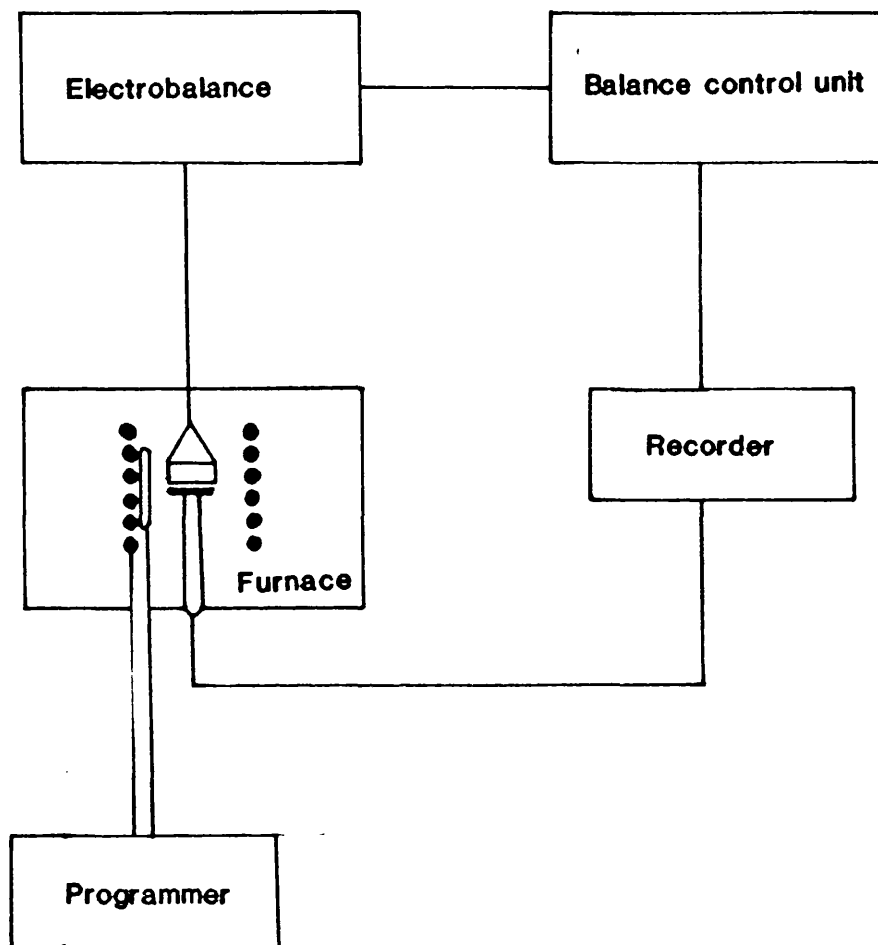 Electrobalance
Balance control unit
Recorder
Furnace
Programmer